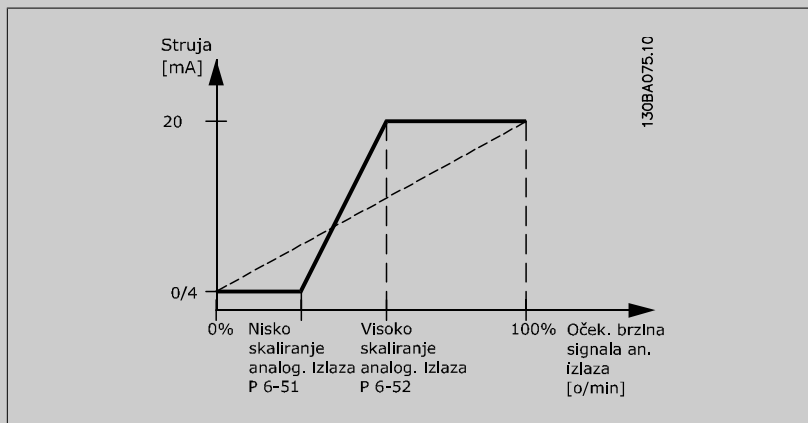 Struja
[mA]
130BA075.10
20
0/4
0%
Nisko
skaliranje
analog. Izlaza
P 6-51
Visoko
skaliranje
analog. Izlaza
P 6-52
100%
Oček. brzlna
signala an.
izlaza
[o/min]